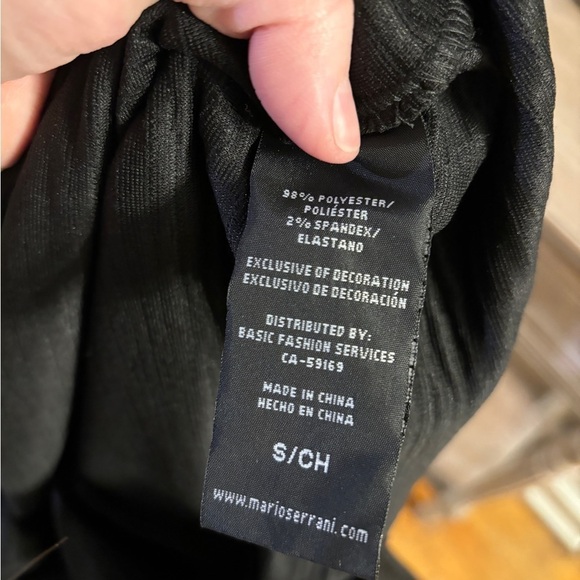 98% POLYESTER/
POLIÉSTER
2% SPANDEX/
ELASTANO
EXCLUSIVE OF DECORATION
EXCLUSIVO DE DECORACIÓN
DISTRIBUTED BY:
BASIC FASHION SERVICES
CA-59169
MADE IN CHINA
HECHO EN CHINA
S/CH
www.marioserrani.com